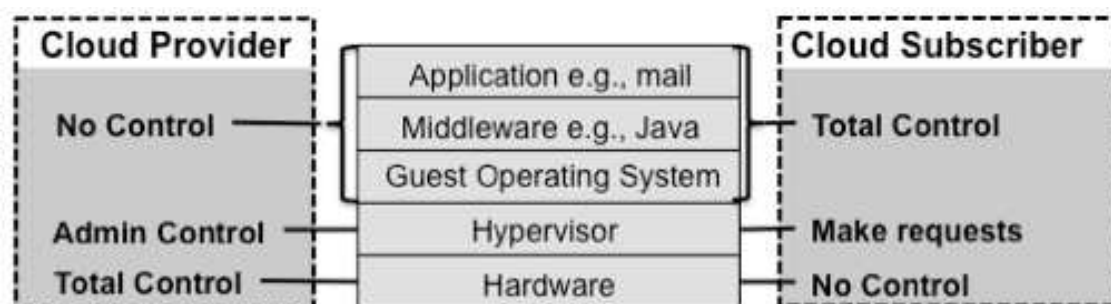 Cloud Provider
Cloud Subscriber
Application e.g., mail
No Control
Middleware e.g., Java
Total Control
Guest Operating System
Admin Control
Hypervisor
Make requests
Total Control
Hardware
No Control